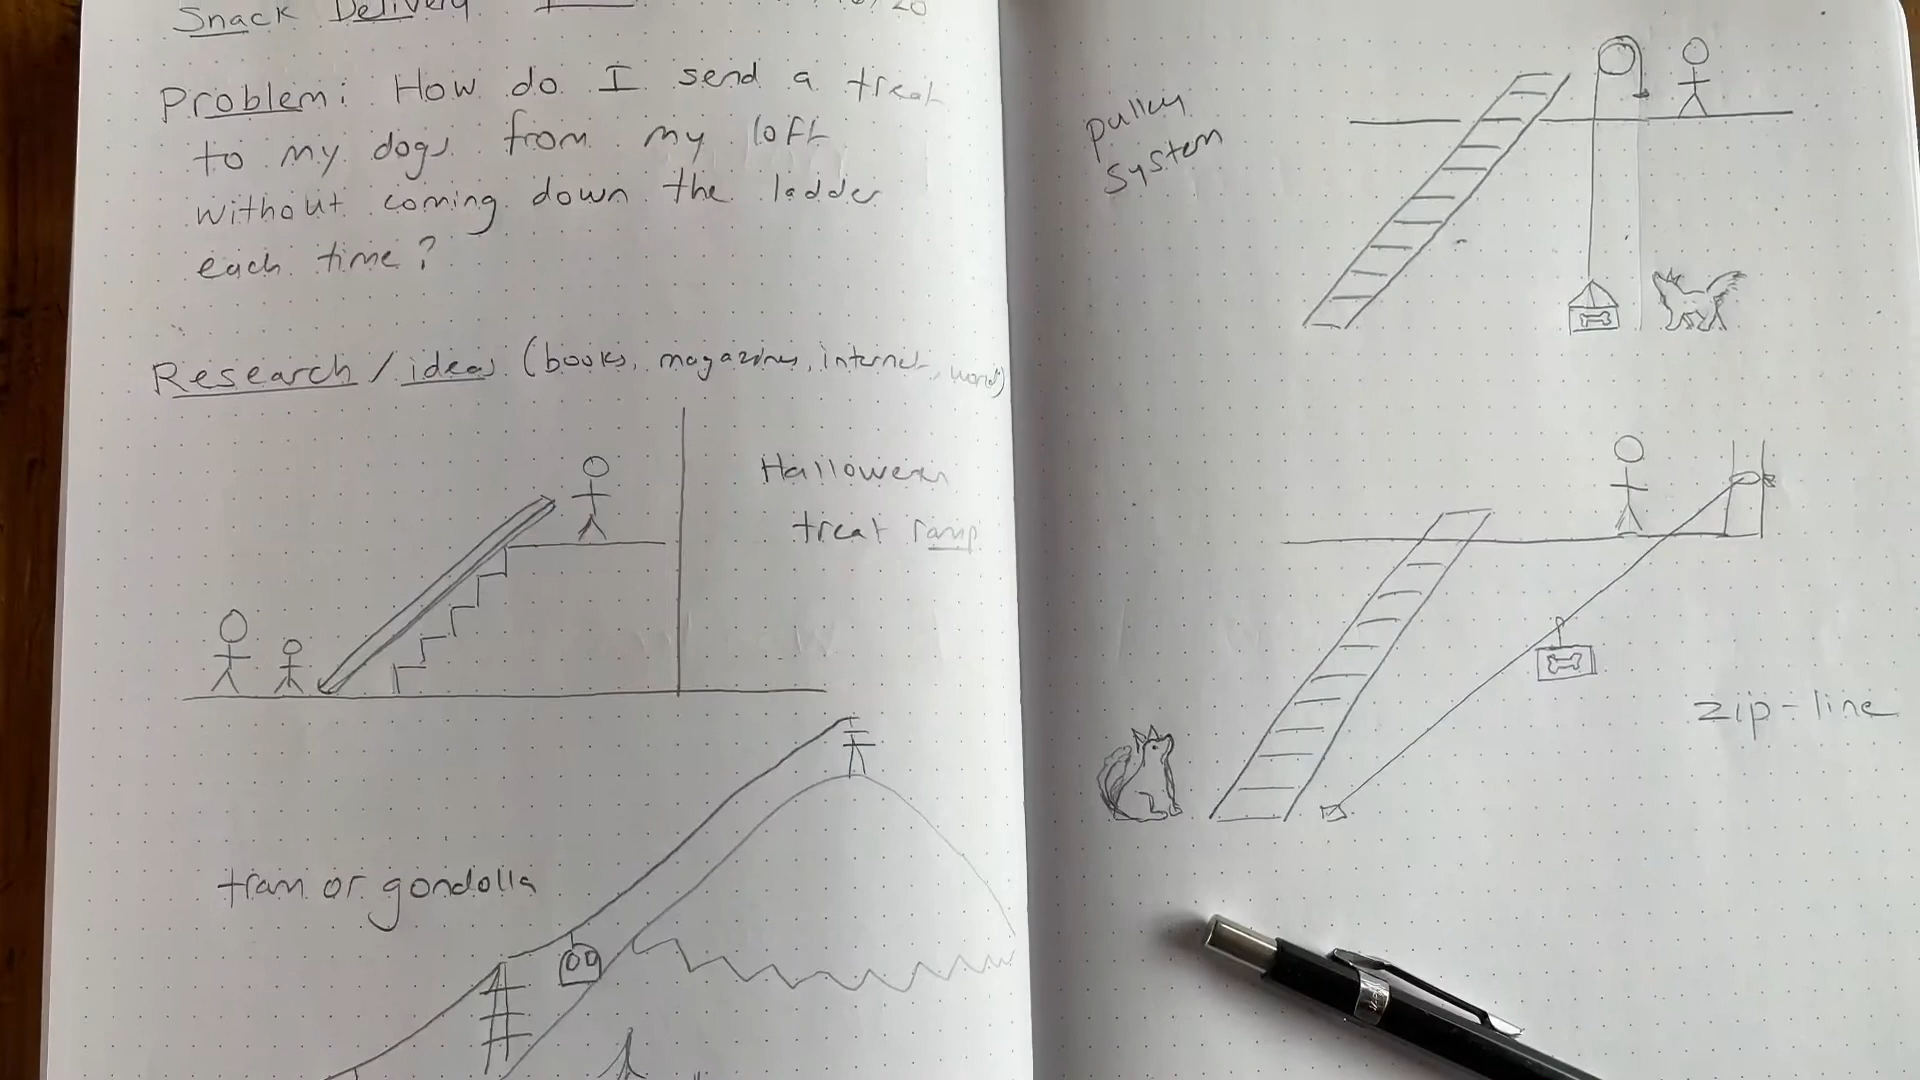 Snack Delivery
Problem: How do I send a treat
to my dogs from my loft
without coming down the ladder
each time?
Research / ideas (books, magazines, internet, world)
Halloween
treat ramp
tram or gondolla
pulley
system
zip-line